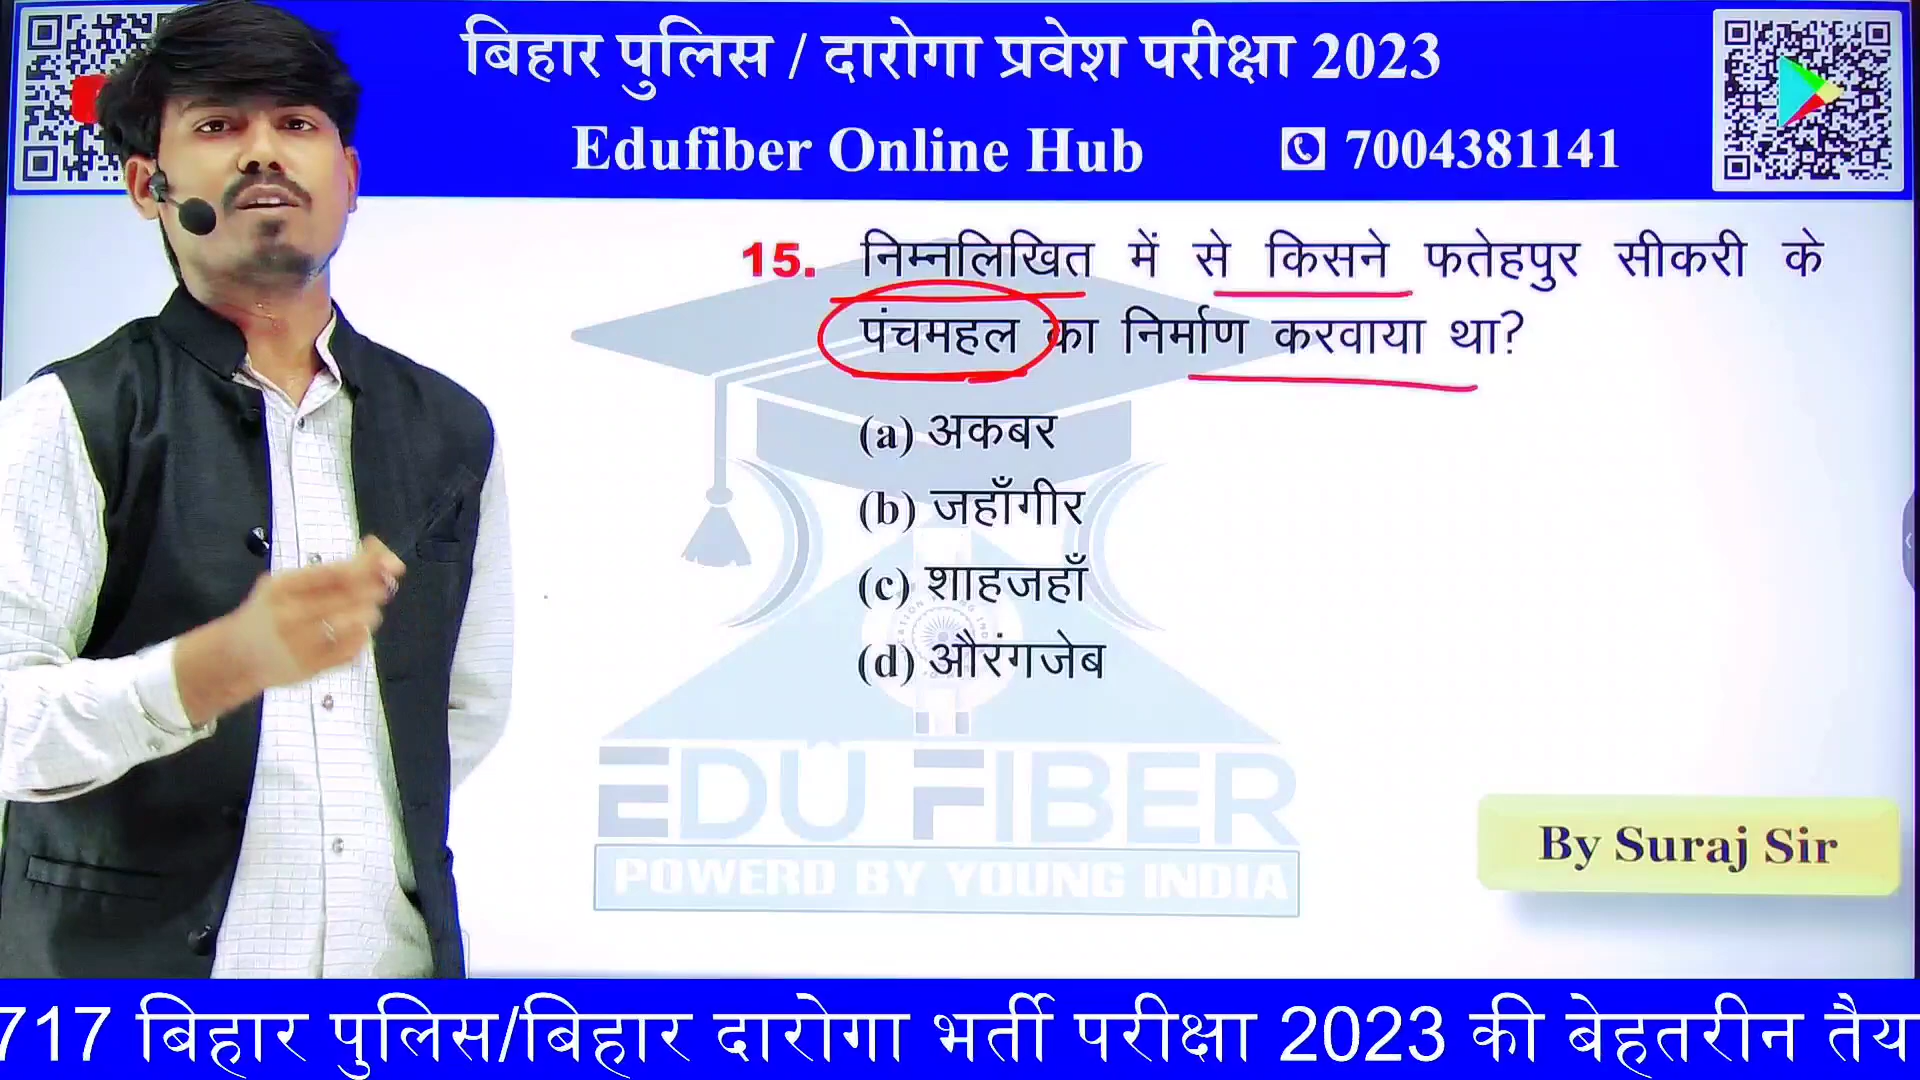 बिहार पुलिस / दारोगा प्रवेश परीक्षा 2023
Edufiber Online Hub 7004381141
15. निम्नलिखित में से किसने फतेहपुर सीकरी के
पंचमहल का निर्माण करवाया था?
(a) अकबर
(b) जहाँगीर
(c) शाहजहाँ
(d) औरंगजेब
EDU FIBER
POWERD BY YOUNG INDIA
By Suraj Sir
717 बिहार पुलिस/बिहार दारोगा भर्ती परीक्षा 2023 की बेहतरीन तैय